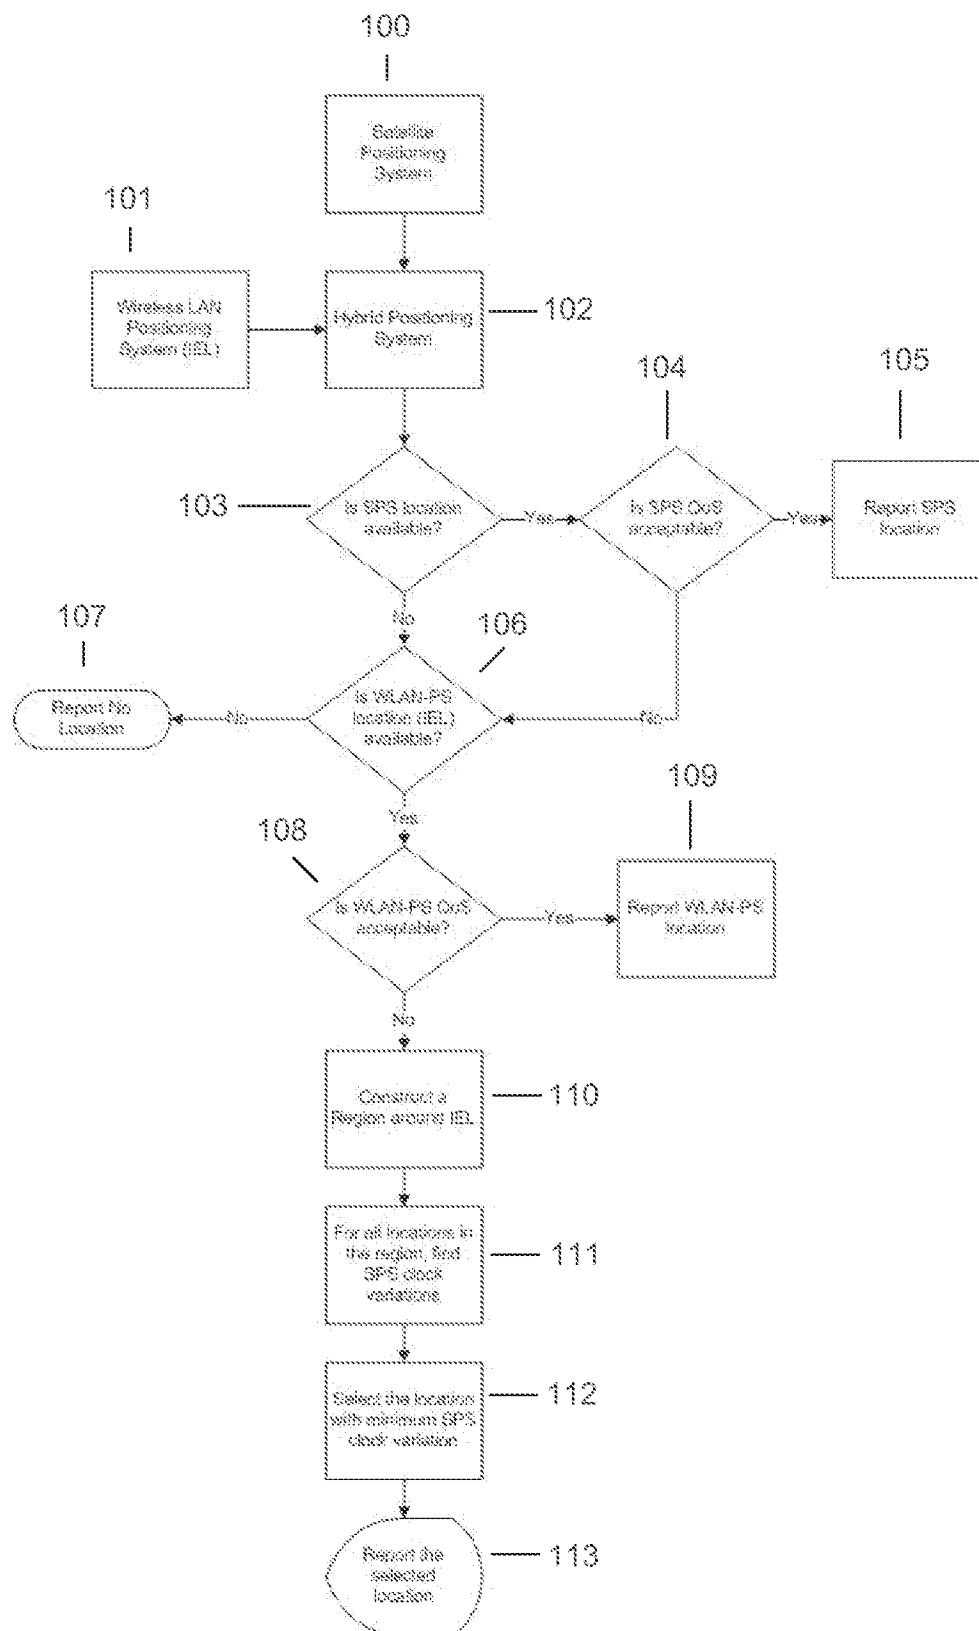 100
Satellite
Positioning
System
101
Wireless LAN
Positioning
System (IEL)
Hybrid Positioning
System
102
103
Is SPS location
available?
Yes
104
Is SPS QoS
acceptable?
Yes
105
Report SPS
location
No
106
107
Report No
Location
No
Is WLAN-PS
location (IEL)
available?
No
Yes
108
Is WLAN-PS QoS
acceptable?
Yes
109
Report WLAN-PS
location
No
Construct a
Region around IEL
110
For all locations in
the region, find
SPS clock
variations
111
Select the location
with minimum SPS
clock variation
112
Report the
selected
location
113